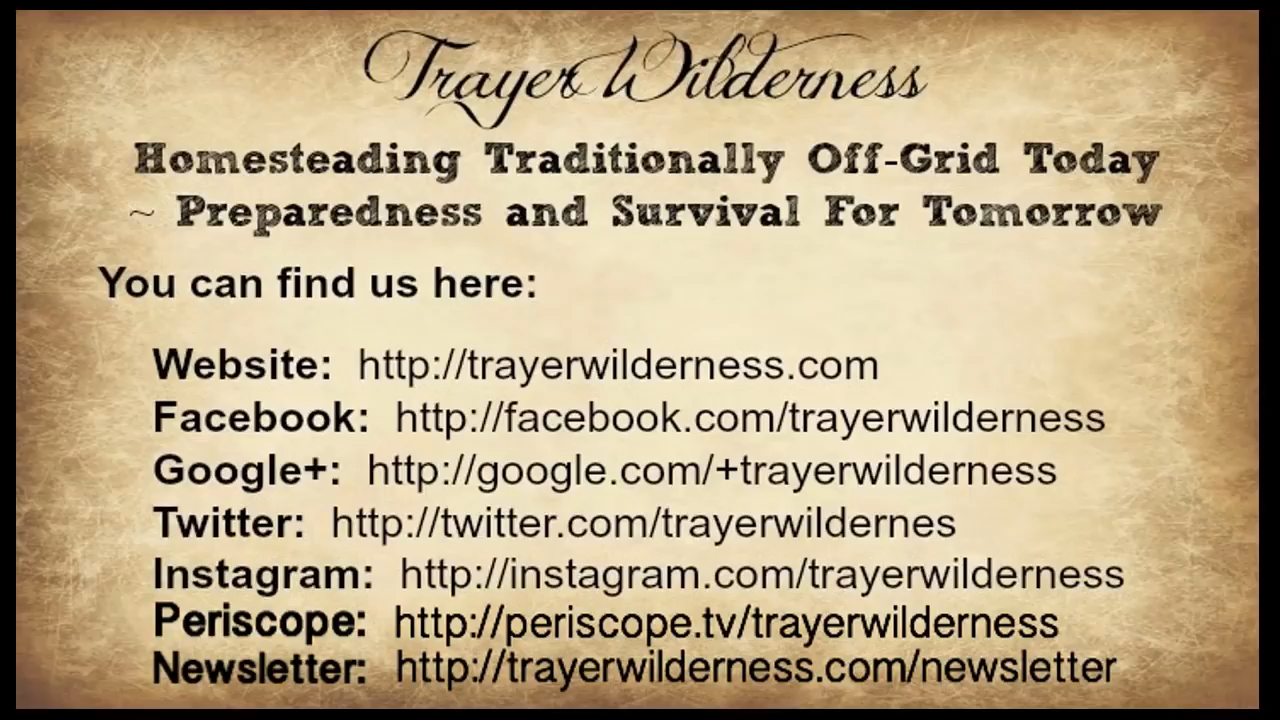 Trayer Wilderness
Homesteading Traditionally Off-Grid Today
~ Preparedness and Survival For Tomorrow
You can find us here:
Website: http://trayerwilderness.com
Facebook: http://facebook.com/trayerwilderness
Google+: http://google.com/+trayerwilderness
Twitter: http://twitter.com/trayerwildernes
Instagram: http://instagram.com/trayerwilderness
Periscope: http://periscope.tv/trayerwilderness
Newsletter: http://trayerwilderness.com/newsletter